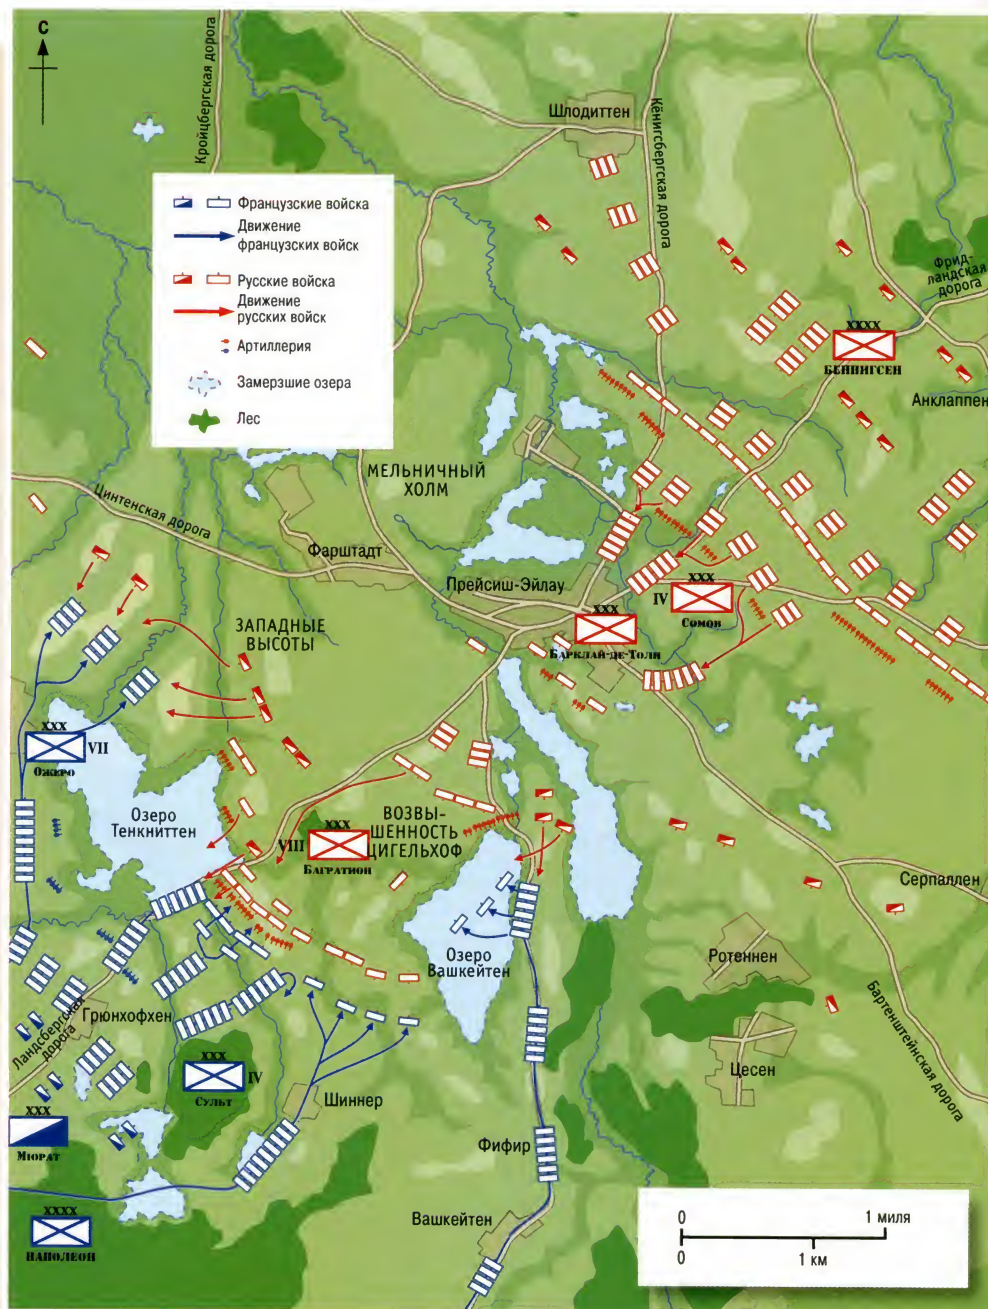 С
Кройцбергская дорога
Шлодиттен
Кёнигсбергская дорога
Французские войска
Движение
французских войск
Русские войска
Движение
русских войск
Артиллерия
Замерзшие озера
Лес
Фрид-
ландская
дорога
XXXX
БЕННИГСЕН
Анклаппен
МЕЛЬНИЧНЫЙ
ХОЛМ
Цинтенская дорога
Фарштадт
Прейсиш-Эйлау
XXX
IV
Сомов
XXX
Барклай-де-Толи
ЗАПАДНЫЕ
ВЫСОТЫ
XXX
VII
Ожеро
Озеро
Тенкниттен
ВОЗВЫ-
ШЕННОСТЬ
ЦИГЕЛЬХОФ
XXX
VIII
Багратион
Серпаллен
Озеро
Вашкейтен
Ротеннен
Бартенштейнская дорога
Ландсбергская
дорога
Грюнхофхен
Цесен
XXX
IV
Сульт
Шиннер
XXX
Мюрат
Фифир
Вашкейтен
XXXX
НАПОЛЕОН
0
1 миля
0
1 км